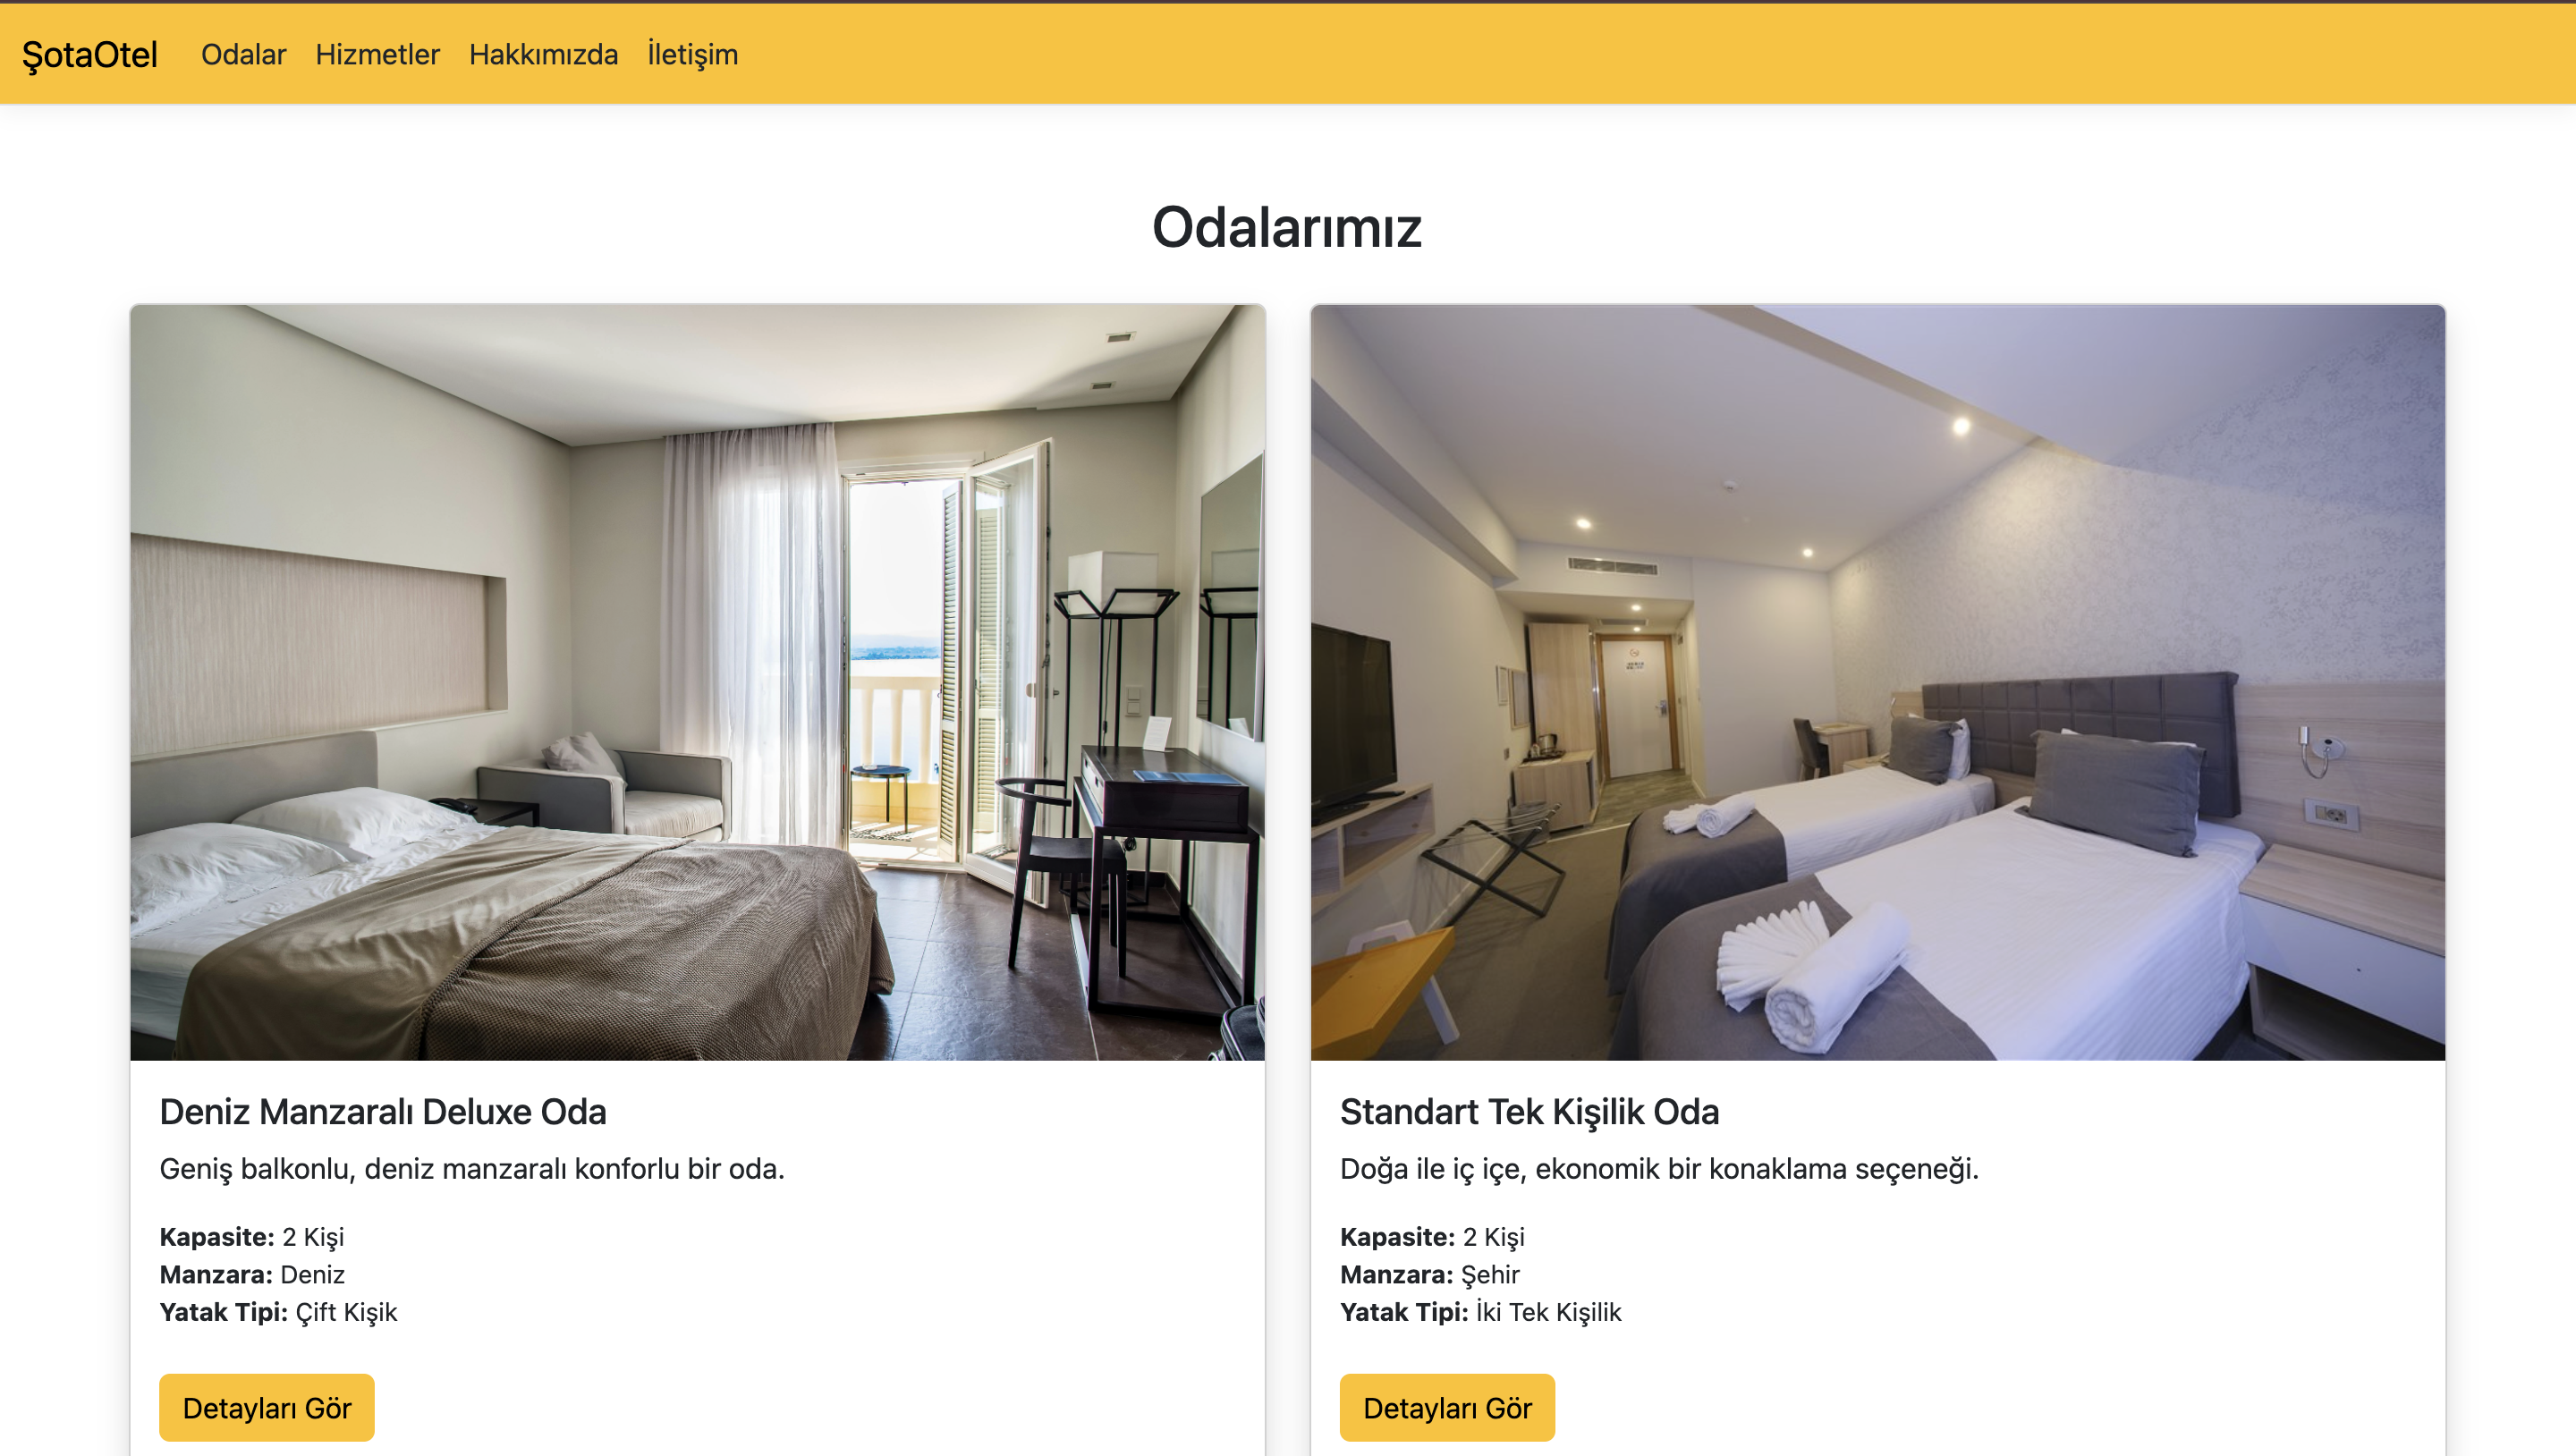 ŞotaOtel Odalar Hizmetler Hakkımızda İletişim
Odalarımız
Deniz Manzaralı Deluxe Oda
Geniş balkonlu, deniz manzaralı konforlu bir oda.
Kapasite: 2 Kişi
Manzara: Deniz
Yatak Tipi: Çift Kişik
Detayları Gör
Standart Tek Kişilik Oda
Doğa ile iç içe, ekonomik bir konaklama seçeneği.
Kapasite: 2 Kişi
Manzara: Şehir
Yatak Tipi: İki Tek Kişilik
Detayları Gör